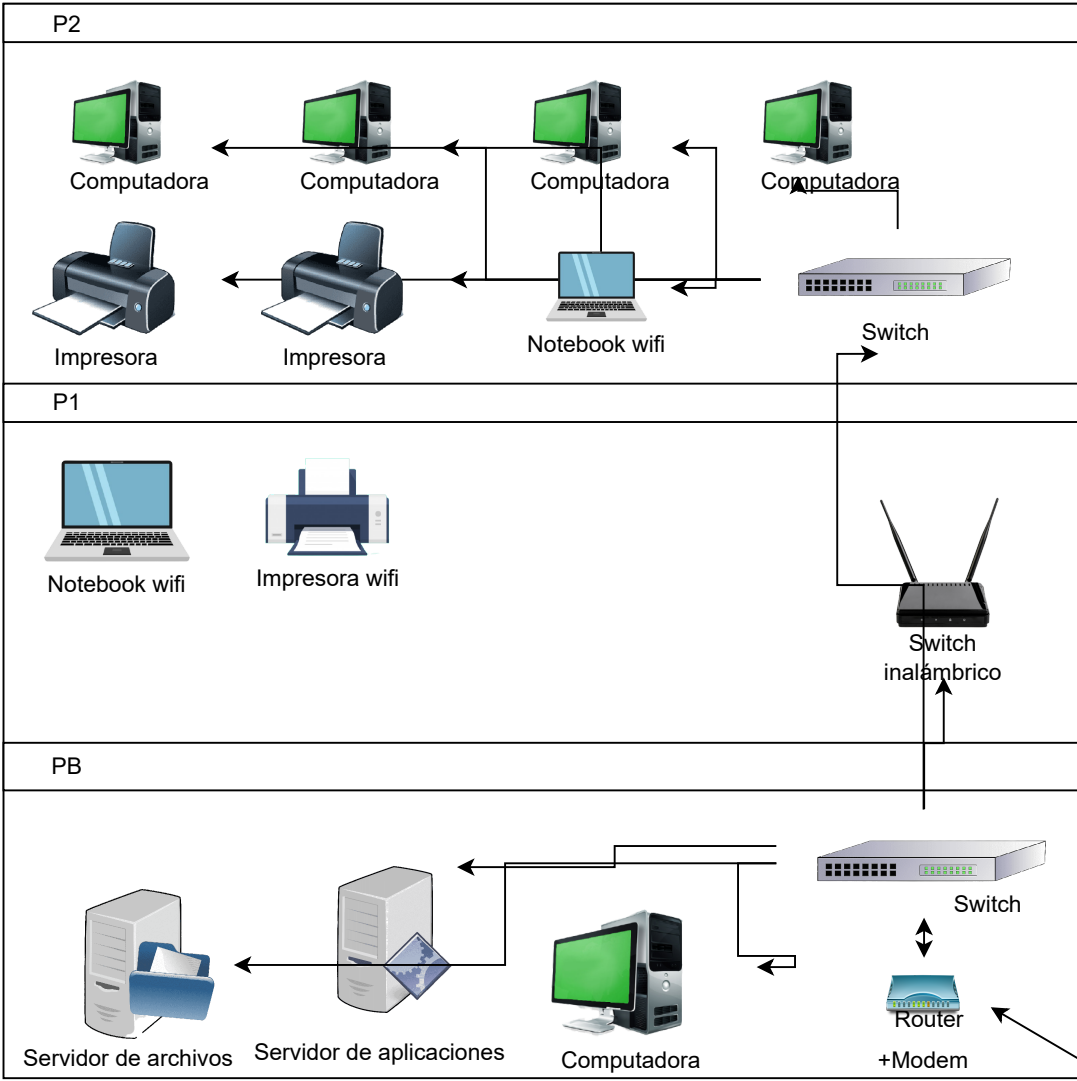 P2
Computadora
Computadora
Computadora
Computadora
Impresora
Impresora
Notebook wifi
Switch
P1
Notebook wifi
Impresora wifi
Switch
inalámbrico
PB
Switch
Servidor de archivos
Servidor de aplicaciones
Computadora
Router
+Modem